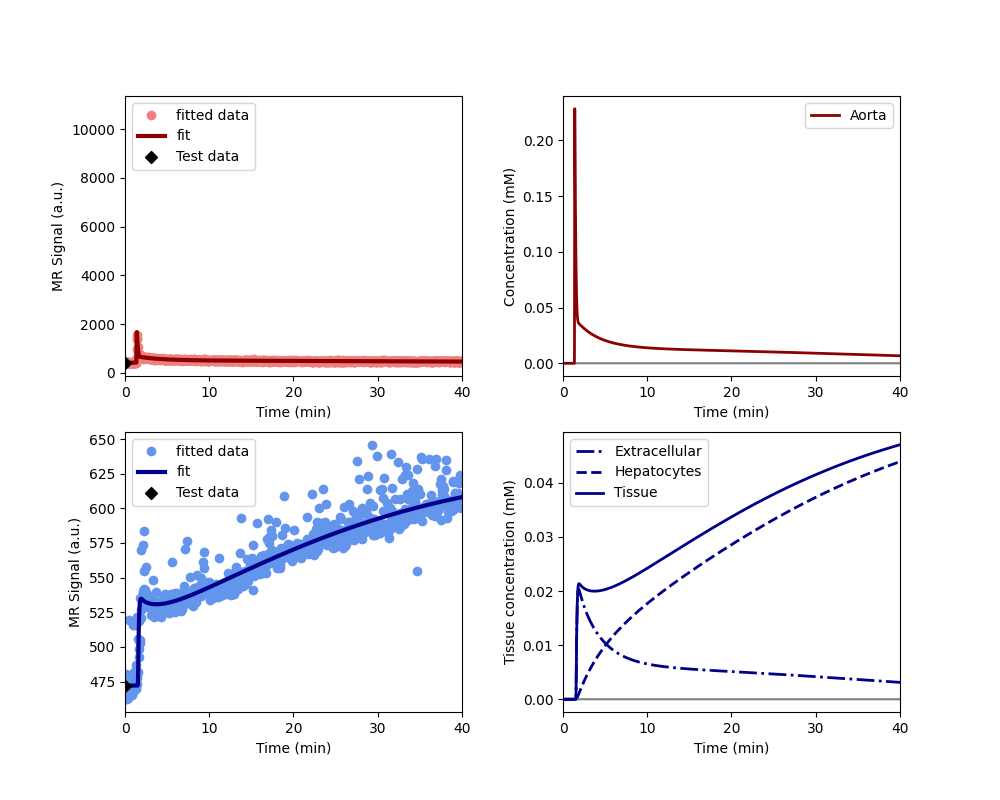 MR Signal (a.u.)
10000
8000
6000
4000
2000
0
fitted data
fit
Test data
0 10 20 30 40
Time (min)
Concentration (mM)
0.20
0.15
0.10
0.05
0.00
Aorta
0 10 20 30 40
Time (min)
MR Signal (a.u.)
650
625
600
575
550
525
500
475
fitted data
fit
Test data
0 10 20 30 40
Time (min)
Tissue concentration (mM)
0.04
0.03
0.02
0.01
0.00
Extracellular
Hepatocytes
Tissue
0 10 20 30 40
Time (min)